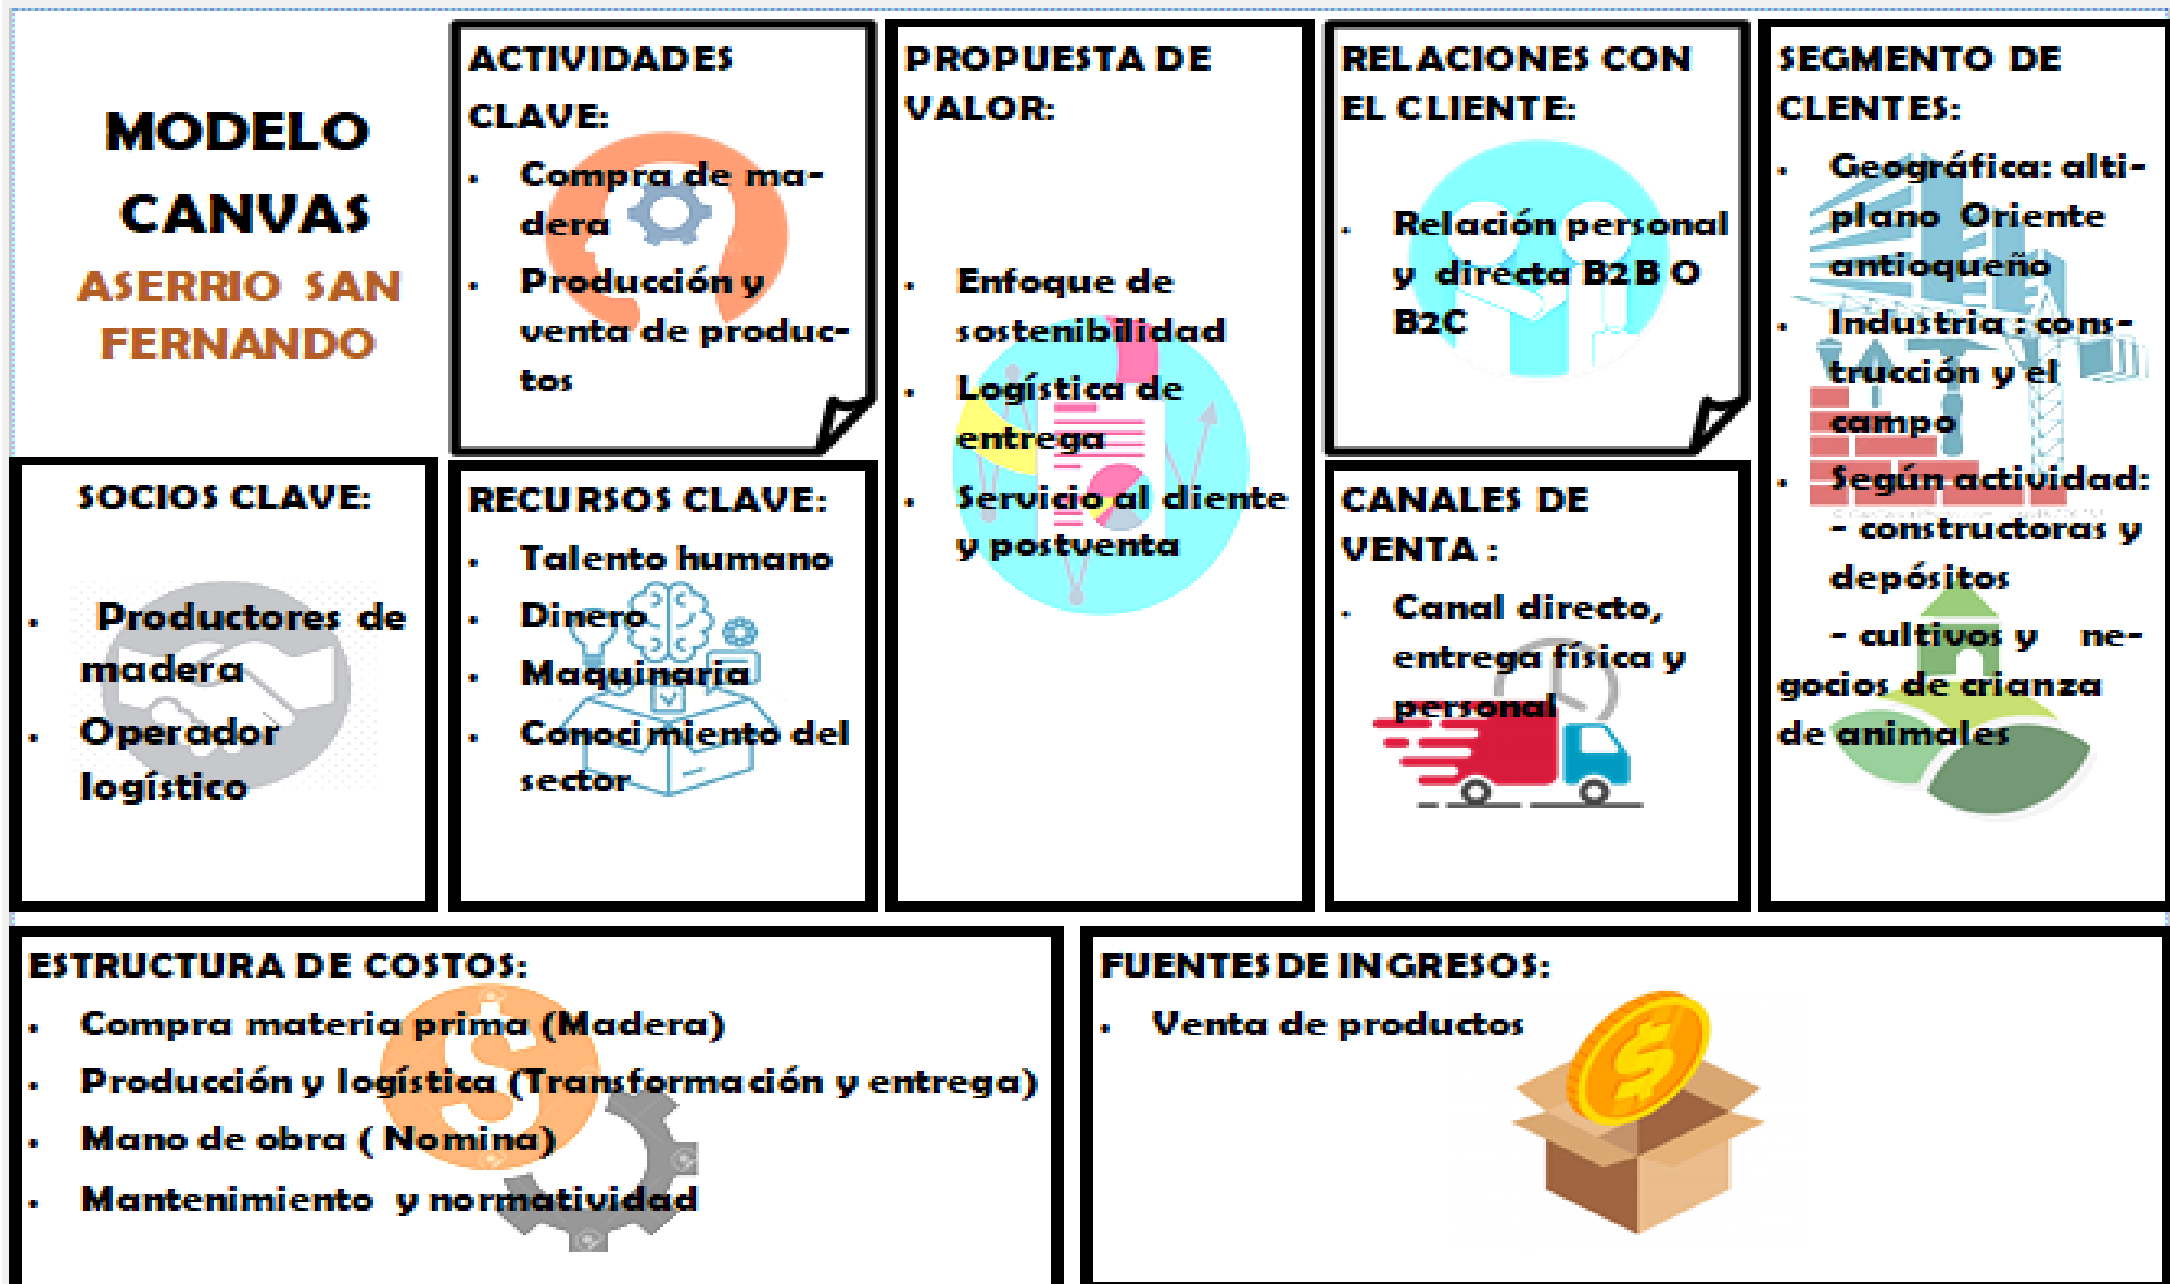 MODELO
CANVAS
ASERRIO SAN
FERNANDO
ACTIVIDADES
CLAVE:
• Compra de ma-
dera
• Producción y
venta de produc-
tos
PROPUESTA DE
VALOR:
• Enfoque de
sostenibilidad
• Logística de
entrega
• Servicio al cliente
y postventa
RELACIONES CON
EL CLIENTE:
• Relación personal
y directa B2B O
B2C
SEGMENTO DE
CLENTES:
• Geográfica: alti-
plano Oriente
antioqueño
• Industria : cons-
trucción y el
campo
• Según actividad:
- constructoras y
depósitos
- cultivos y ne-
gocios de crianza
de animales
SOCIOS CLAVE:
• Productores de
madera
• Operador
logístico
RECURSOS CLAVE:
• Talento humano
• Dinero
• Maquinaria
• Conocimiento del
sector
CANALES DE
VENTA :
• Canal directo,
entrega física y
personal
ESTRUCTURA DE COSTOS:
• Compra materia prima (Madera)
• Producción y logística (Transformación y entrega)
• Mano de obra ( Nomina)
• Mantenimiento y normatividad
FUENTES DE INGRESOS:
• Venta de productos